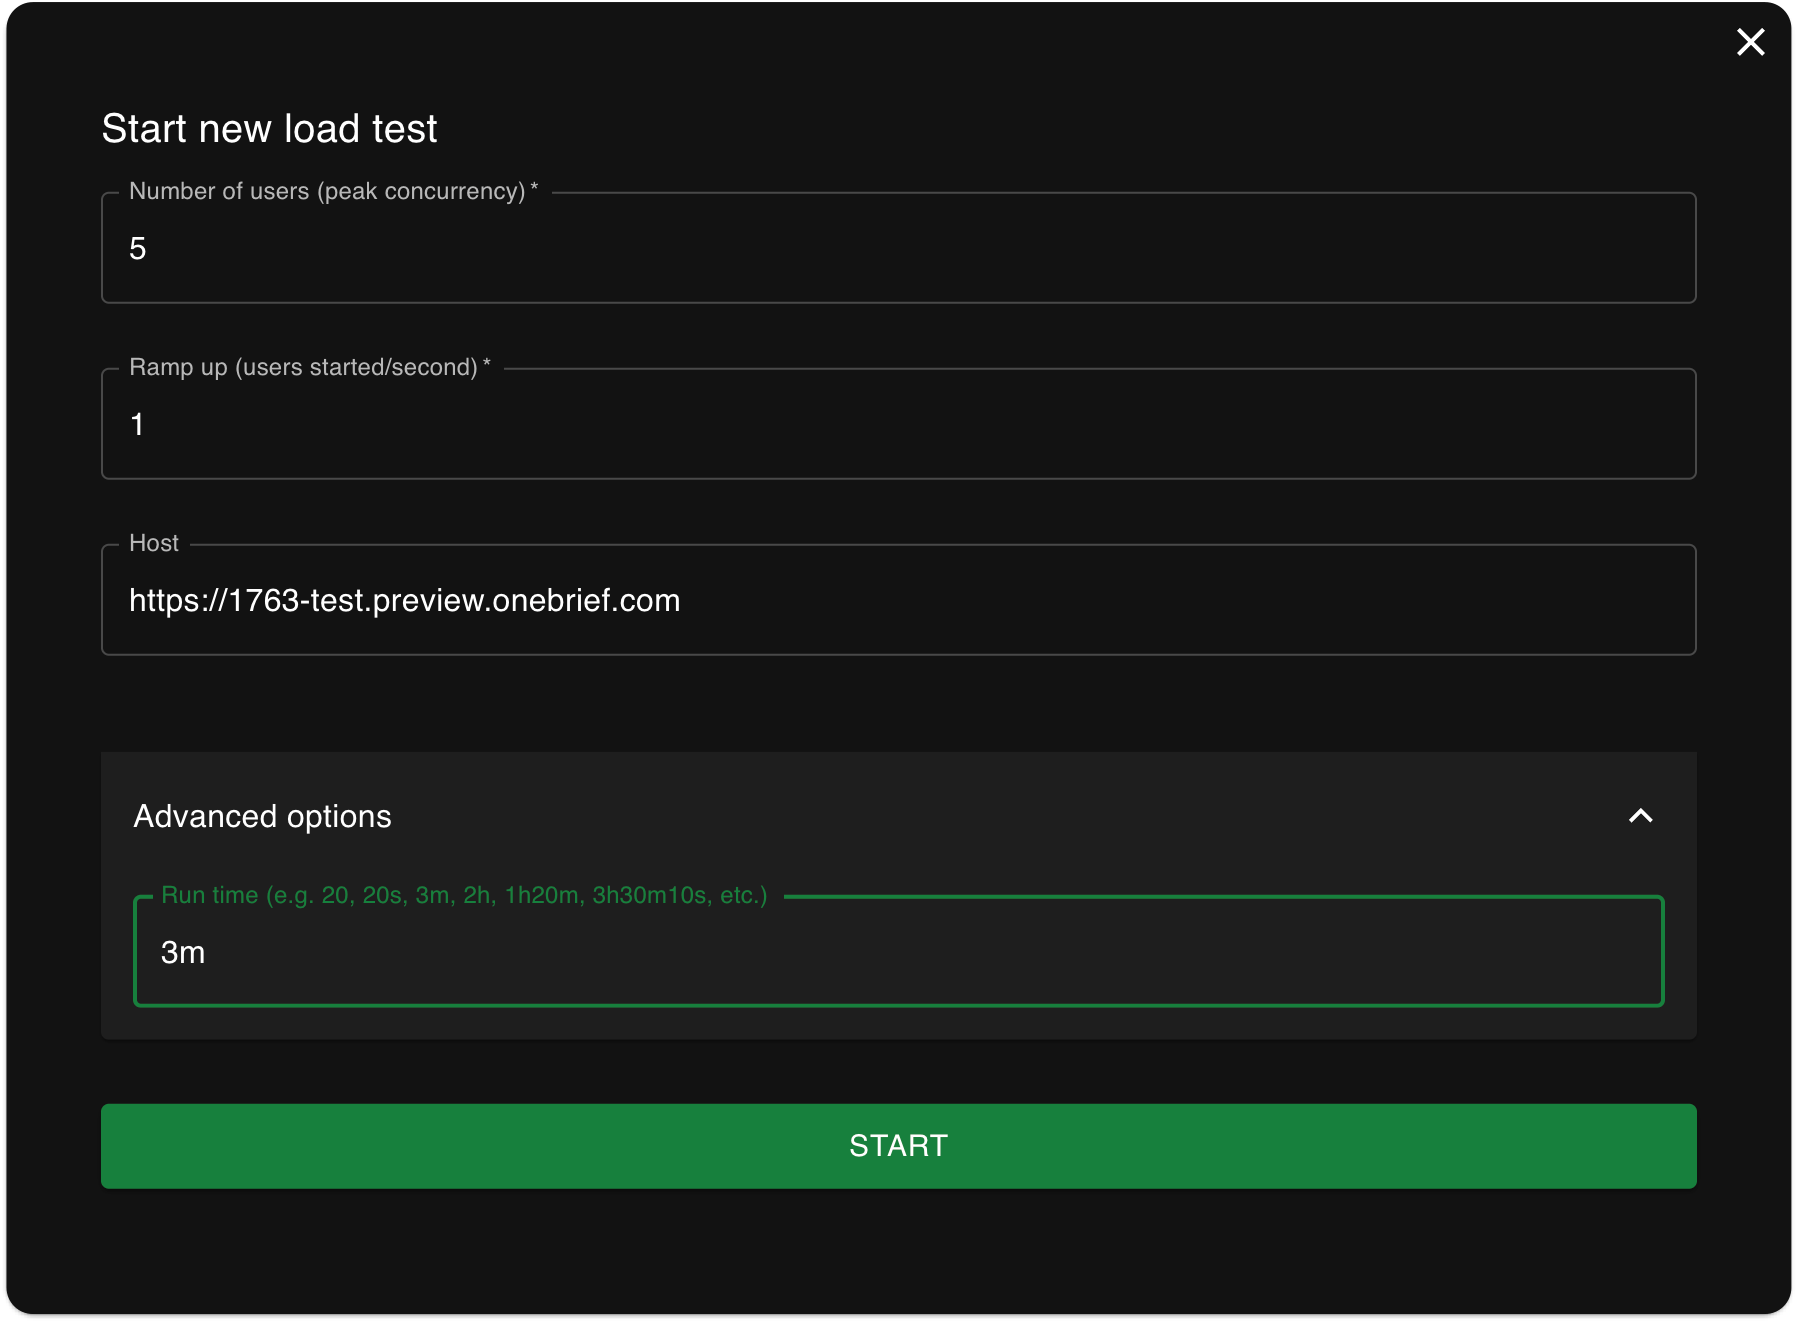 Start new load test
Number of users (peak concurrency) *
5
Ramp up (users started/second) *
1
Host
https://1763-test.preview.onebrief.com
Advanced options
Run time (e.g. 20, 20s, 3m, 2h, 1h20m, 3h30m10s, etc.)
3m
START